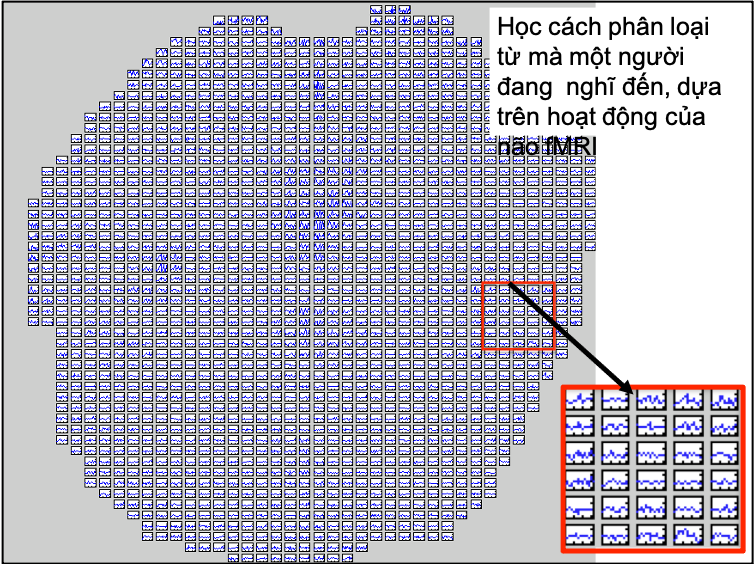 Học cách phân loại
từ mà một người
đang nghĩ đến, dựa
trên hoạt động của
não fMRI